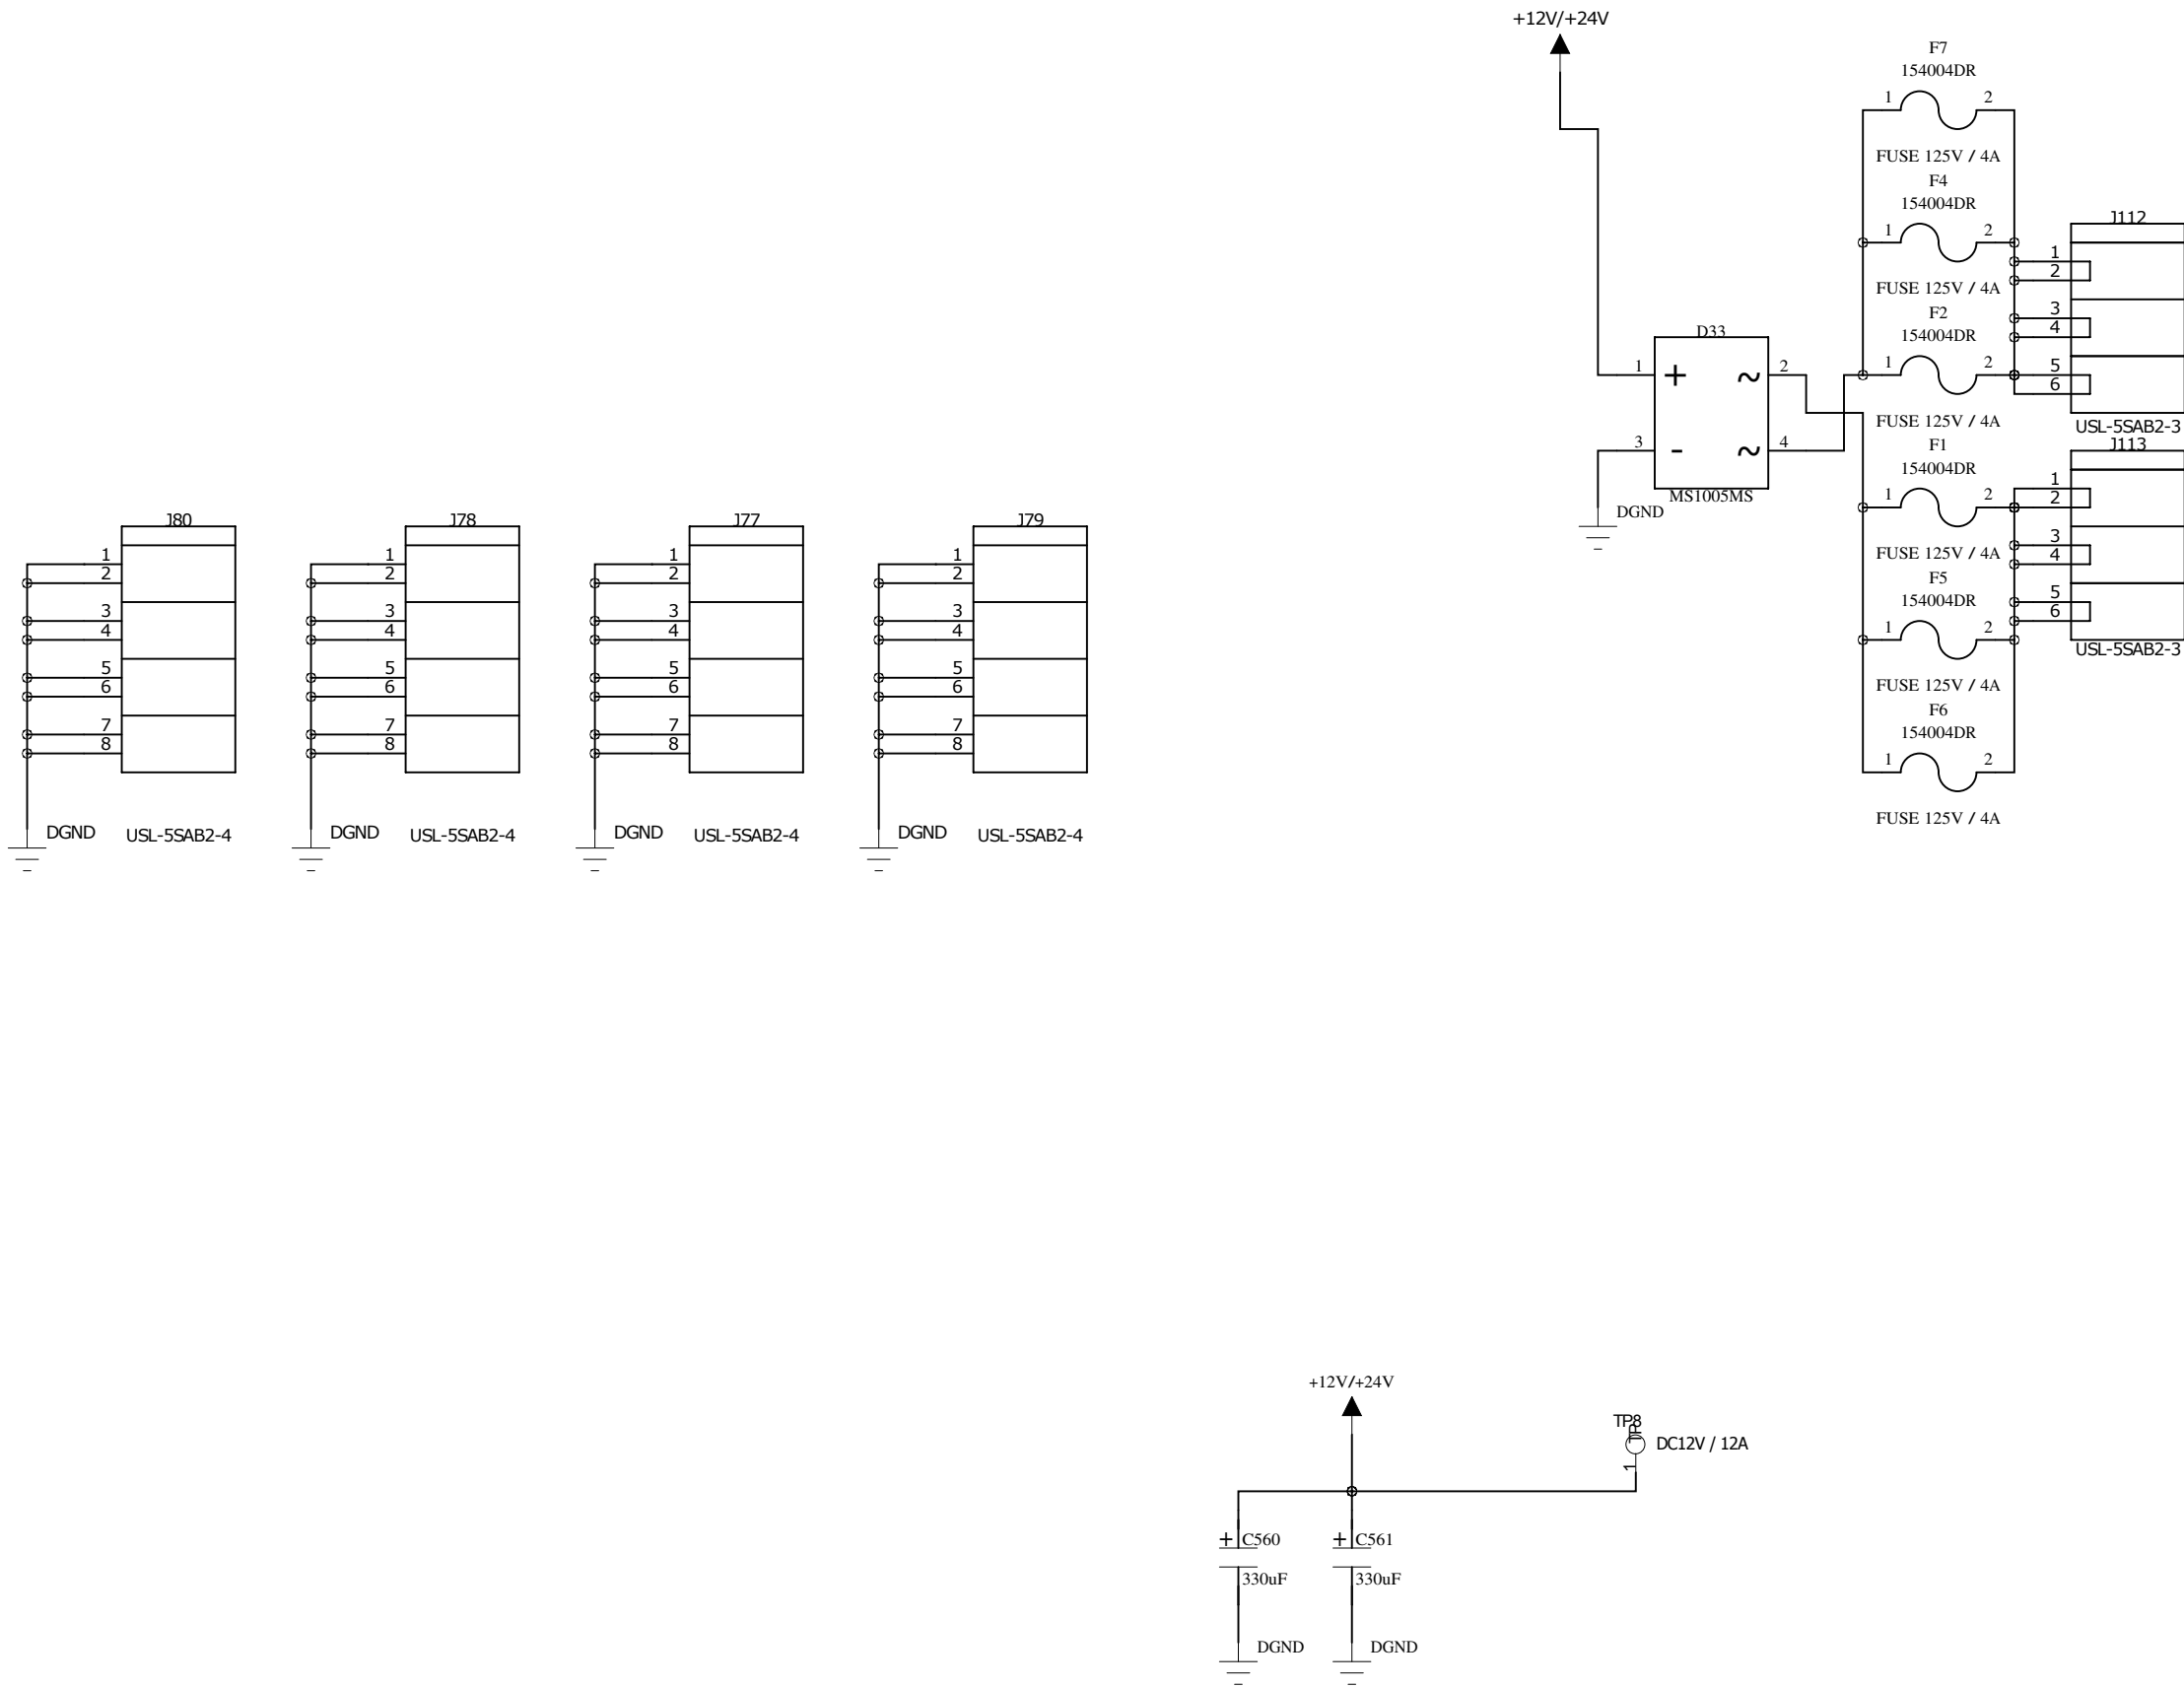 +12V/+24V
F7
154004DR
1 2
FUSE 125V / 4A
F4
154004DR
1 2
FUSE 125V / 4A
F2
154004DR
1 2
FUSE 125V / 4A
F1
154004DR
1 2
FUSE 125V / 4A
F5
154004DR
1 2
FUSE 125V / 4A
F6
154004DR
1 2
FUSE 125V / 4A
J112
1
2
3
4
5
6
USL-5SAB2-3
J113
1
2
3
4
5
6
USL-5SAB2-3
D33
1 + ~ 2
3 - ~ 4
MS1005MS
DGND
J80
1
2
3
4
5
6
7
8
DGND USL-5SAB2-4
J78
1
2
3
4
5
6
7
8
DGND USL-5SAB2-4
J77
1
2
3
4
5
6
7
8
DGND USL-5SAB2-4
J79
1
2
3
4
5
6
7
8
DGND USL-5SAB2-4
+12V/+24V
TP8
TP
DC12V / 12A
1
+ C560
330uF
DGND
+ C561
330uF
DGND